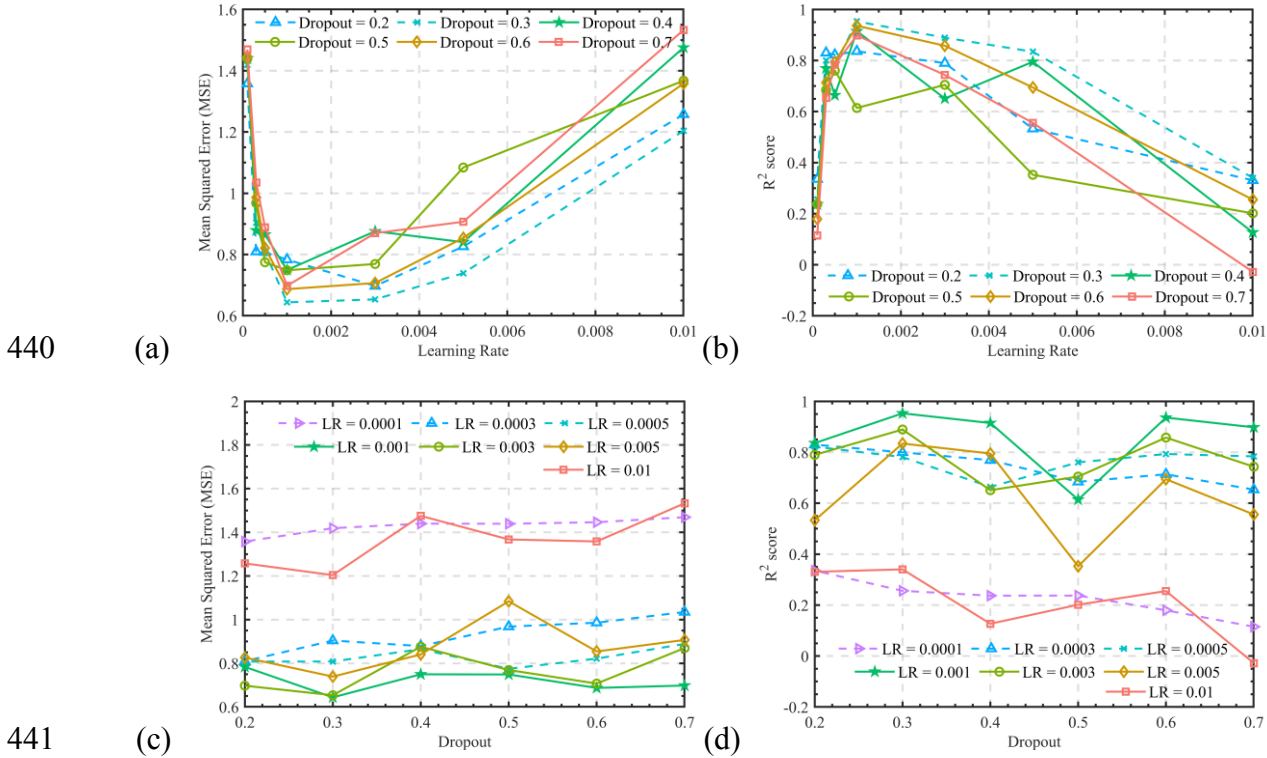 1.6
1.4
1.2
1
0.8
0.6
Mean Squared Error (MSE)
Dropout = 0.2 Dropout = 0.3 Dropout = 0.4
Dropout = 0.5 Dropout = 0.6 Dropout = 0.7
0 0.002 0.004 0.006 0.008 0.01
Learning Rate
440 (a)
1
0.8
0.6
0.4
0.2
0
-0.2
R² score
Dropout = 0.2 Dropout = 0.3 Dropout = 0.4
Dropout = 0.5 Dropout = 0.6 Dropout = 0.7
0 0.002 0.004 0.006 0.008 0.01
Learning Rate
(b)
2
1.8
1.6
1.4
1.2
1
0.8
0.6
Mean Squared Error (MSE)
LR = 0.0001 LR = 0.0003 LR = 0.0005
LR = 0.001 LR = 0.003 LR = 0.005
LR = 0.01
0.2 0.3 0.4 0.5 0.6 0.7
Dropout
441 (c)
1
0.8
0.6
0.4
0.2
0
-0.2
R² score
LR = 0.0001 LR = 0.0003 LR = 0.0005
LR = 0.001 LR = 0.003 LR = 0.005
LR = 0.01
0.2 0.3 0.4 0.5 0.6 0.7
Dropout
(d)